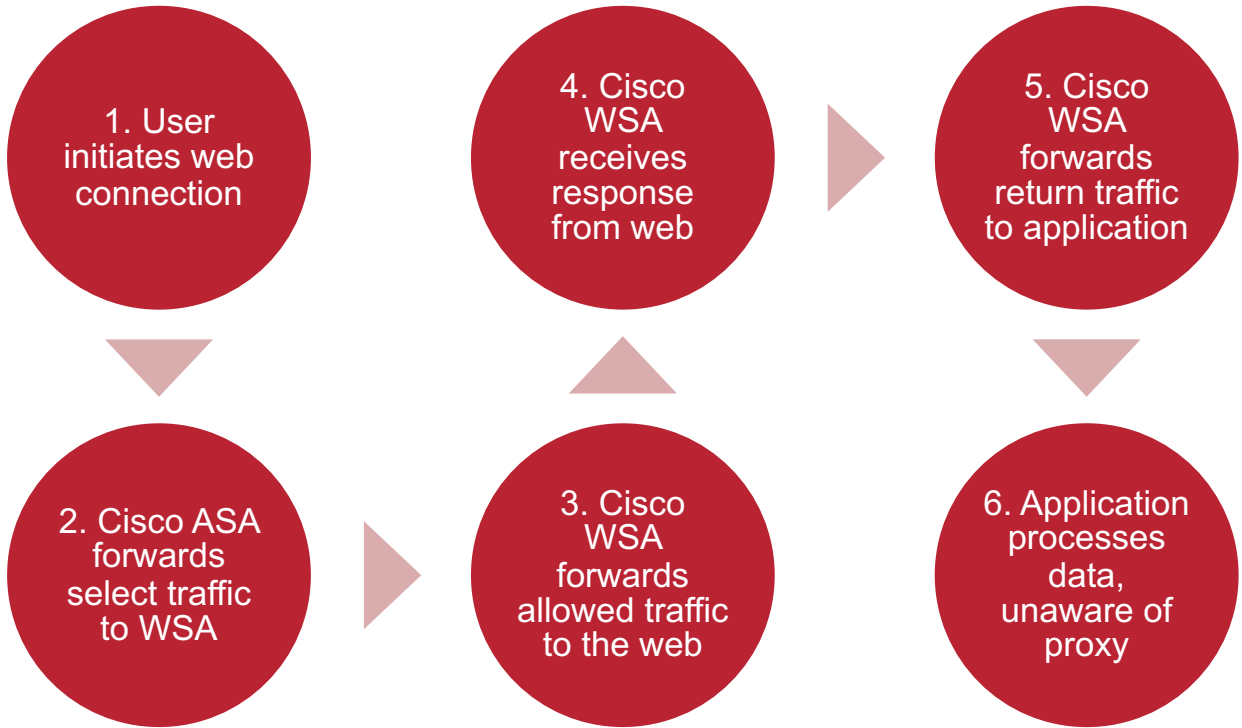 1. User
initiates web
connection
2. Cisco ASA
forwards
select traffic
to WSA
3. Cisco
WSA
forwards
allowed traffic
to the web
4. Cisco
WSA
receives
response
from web
5. Cisco
WSA
forwards
return traffic
to application
6. Application
processes
data,
unaware of
proxy